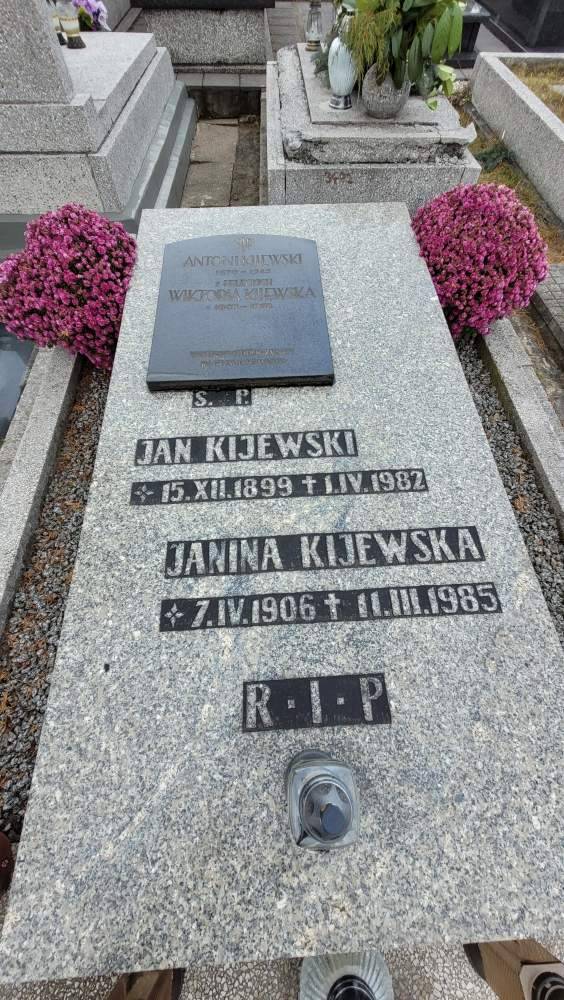 ANTONI KIJEWSKI
WIKTORIA KIJEWSKA
Ś. P.
JAN KIJEWSKI
15.XII.1899 † 1.IV.1982
JANINA KIJEWSKA
7.IV.1906 † 11.III.1985
R·I·P